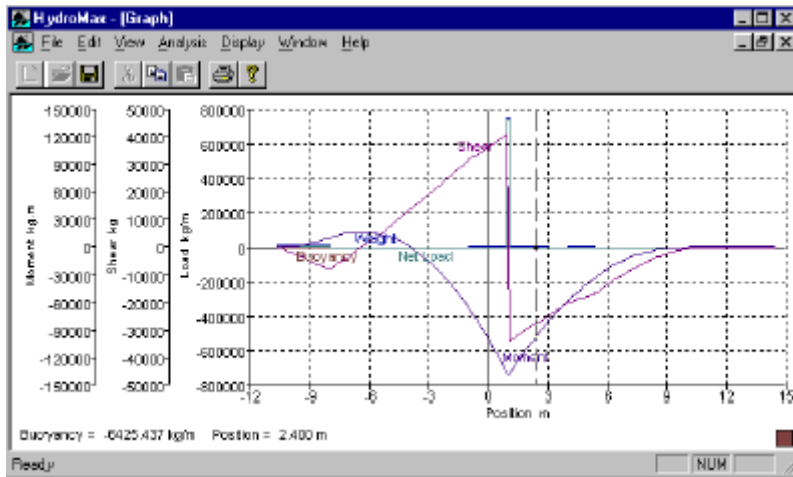 HydroMax - [Graph]
File Edit View Analysis Display Window Help
150000 50000 800000
120000 40000 600000
90000 30000
60000 20000 400000
30000 10000 200000
0 0 0
-30000 -10000 -200000
-60000 -20000
-90000 -30000 -400000
-120000 -40000 -600000
-150000 -50000 -800000
Moment kg.m
Shear kg
Load kg/m
Shear
Weight
Buoyancy
Net Load
Moment
-12 -9 -6 -3 0 3 6 9 12 15
Position m
Buoyancy = -6425.437 kg/m Position = 2.400 m
Ready NUM